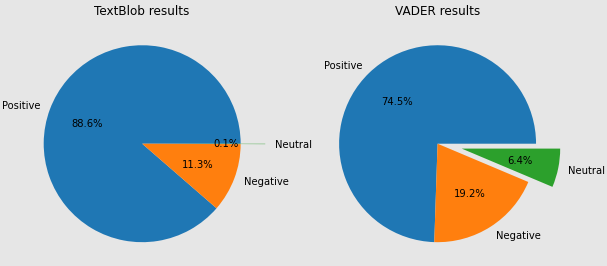 TextBlob results
Positive
88.6%
0.1%
Neutral
11.3%
Negative
VADER results
Positive
74.5%
6.4%
Neutral
19.2%
Negative